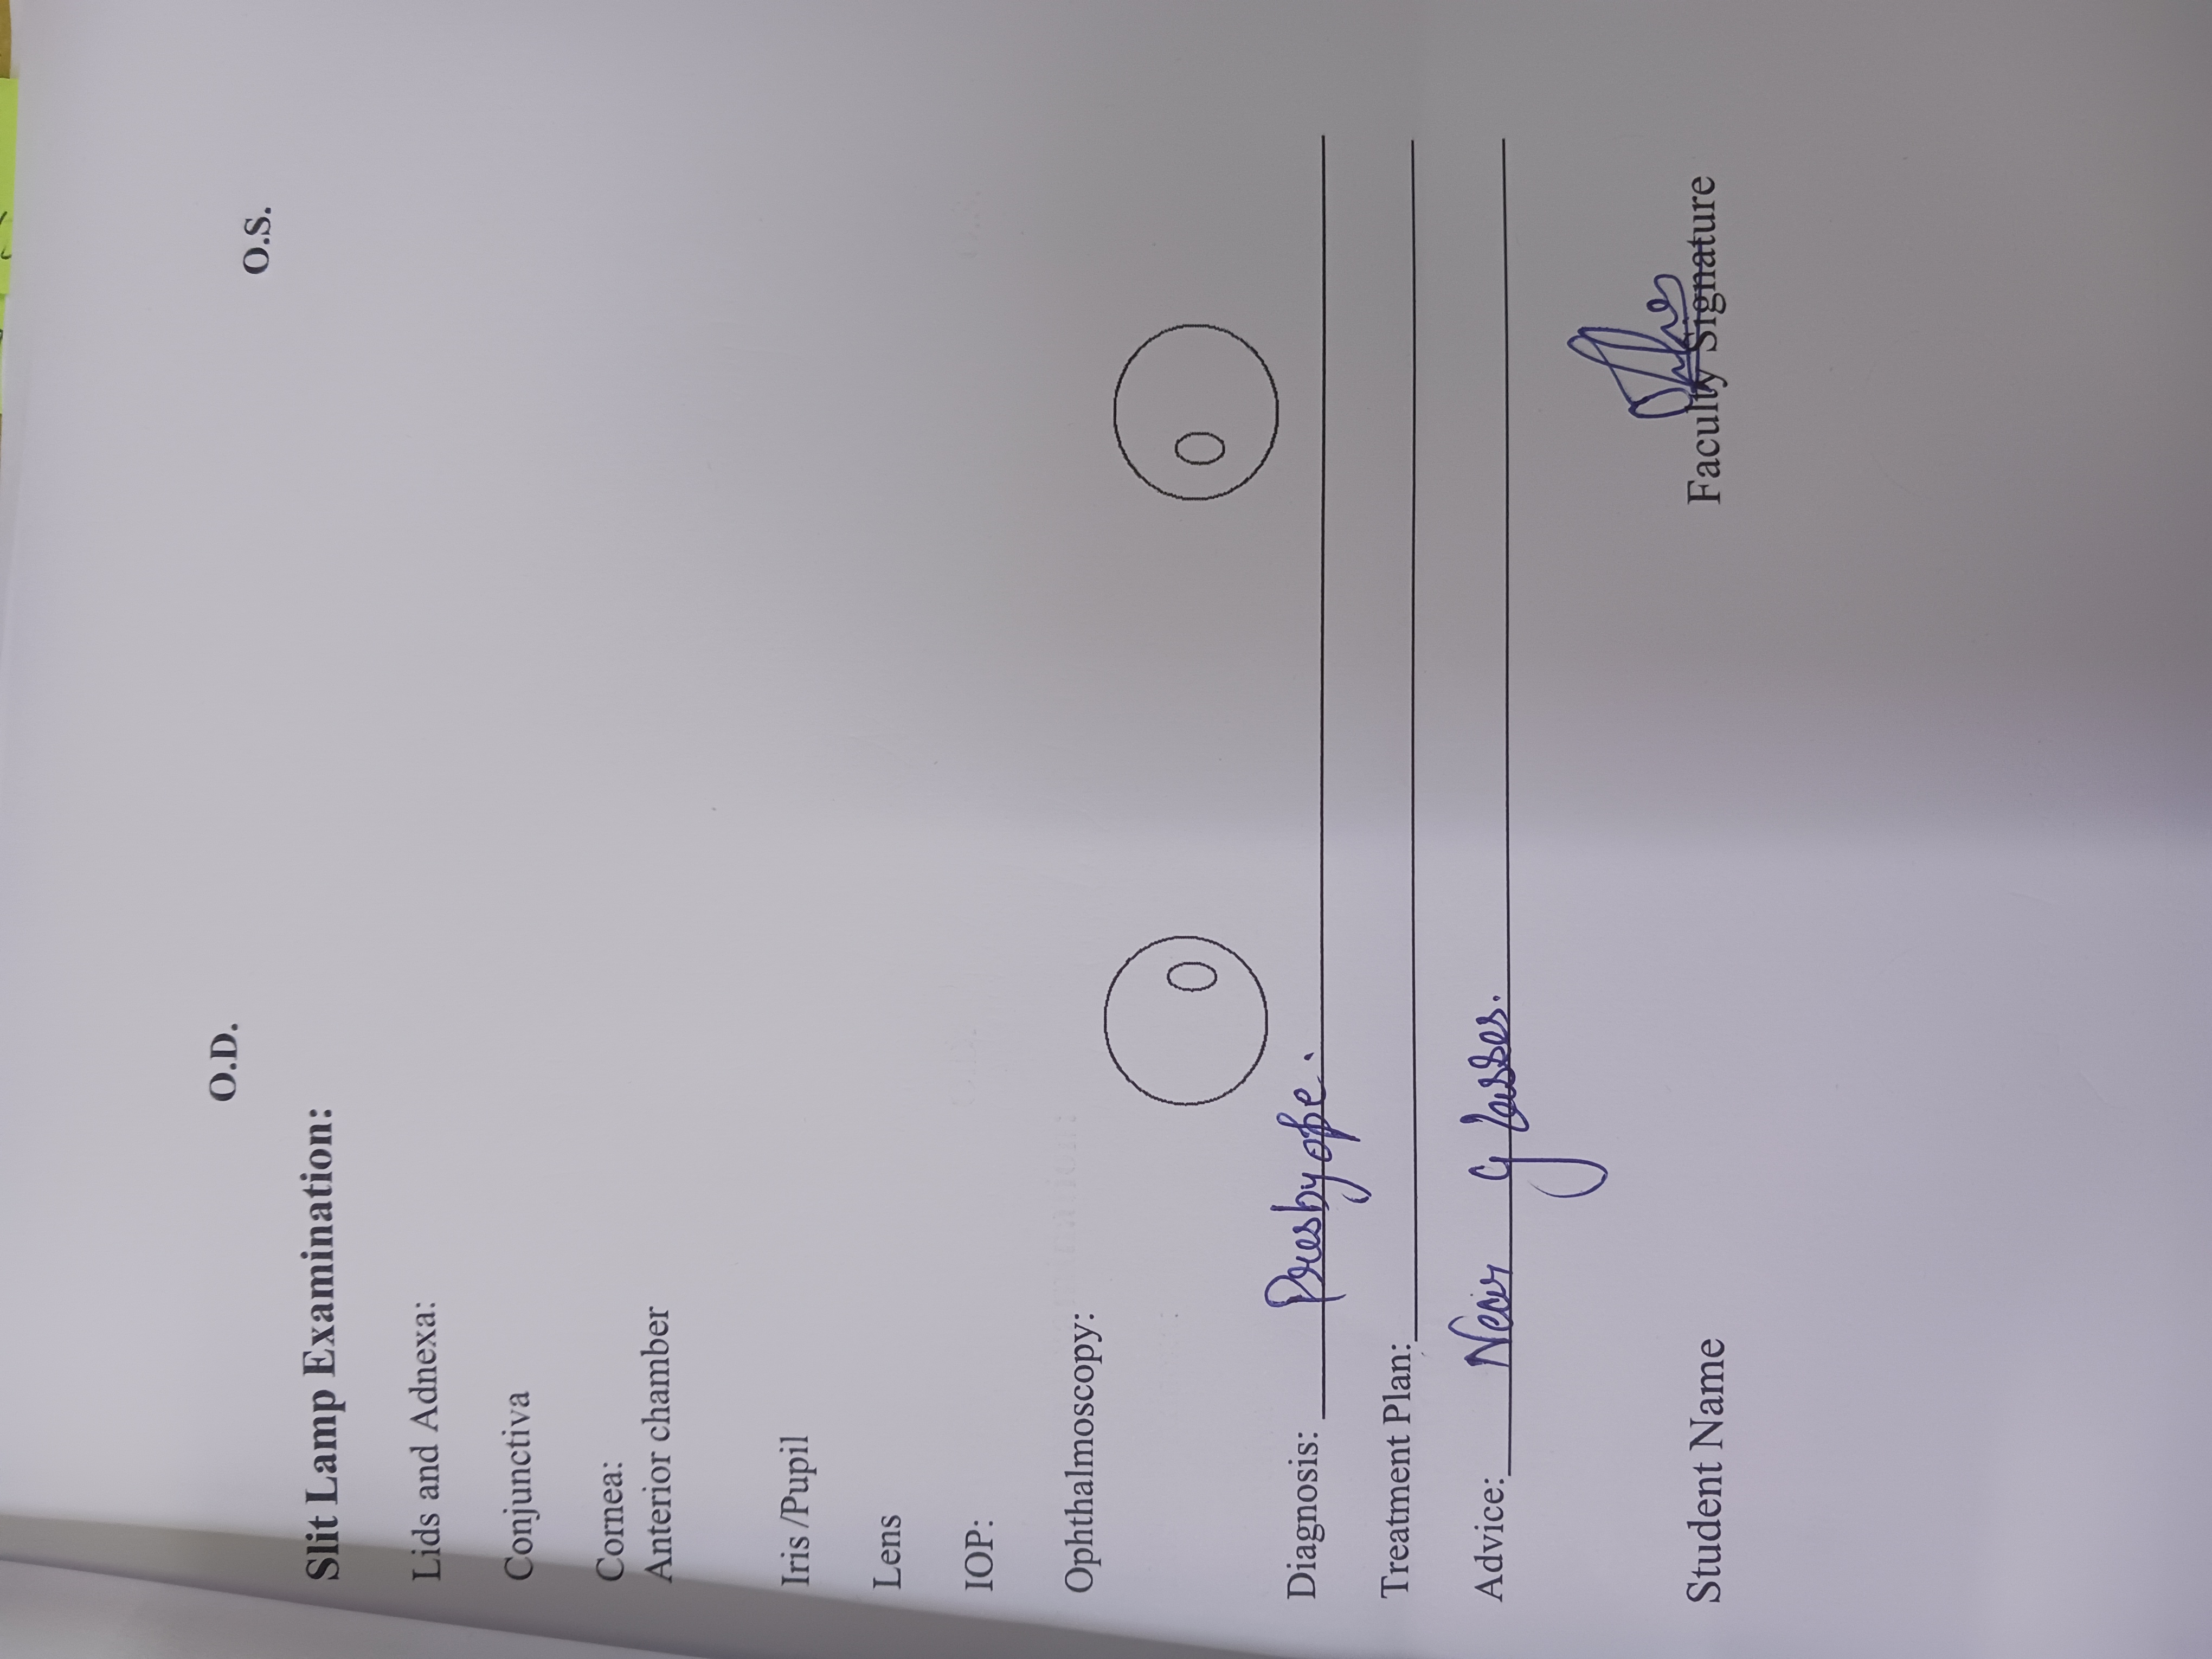 O.D.
O.S.
Slit Lamp Examination:
Lids and Adnexa:
Conjunctiva
Cornea:
Anterior chamber
Iris /Pupil
Lens
IOP:
Ophthalmoscopy:
Diagnosis: Presbyope.
Treatment Plan:
Advice: Near glasses.
Student Name
Faculty Signature